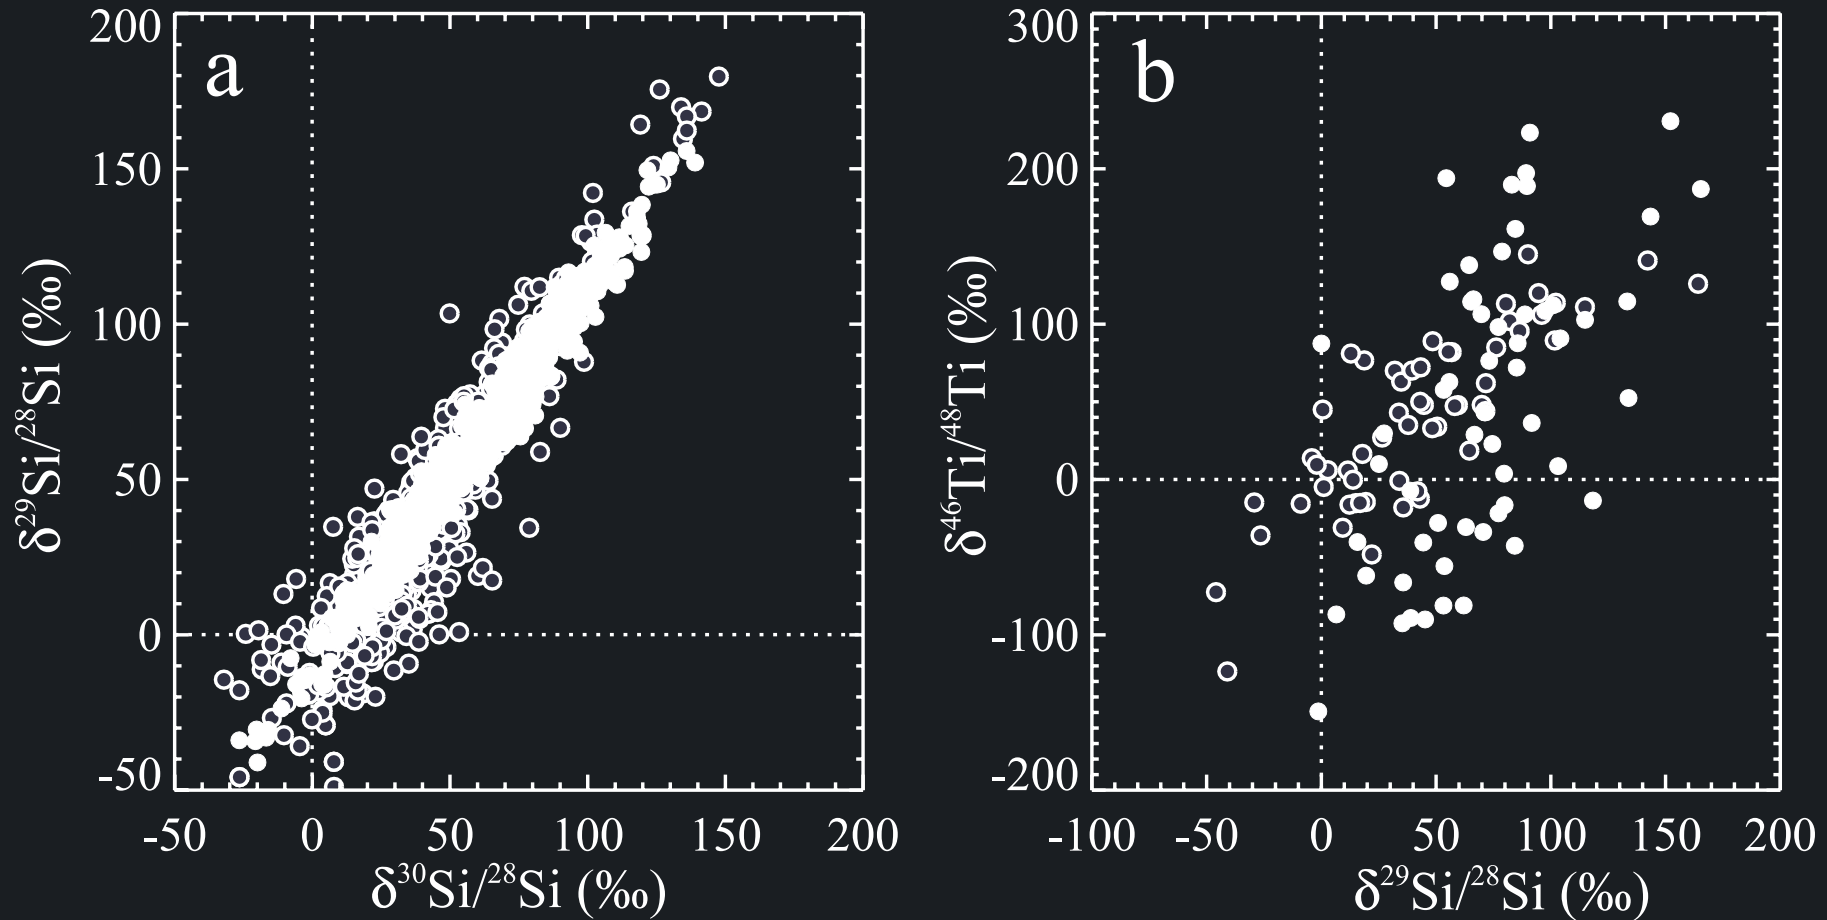 a
200
150
100
50
0
-50
-50 0 50 100 150 200
δ²⁹Si/²⁸Si (‰)
δ³⁰Si/²⁸Si (‰)
b
300
200
100
0
-100
-200
-100 -50 0 50 100 150 200
δ⁴⁶Ti/⁴⁸Ti (‰)
δ²⁹Si/²⁸Si (‰)